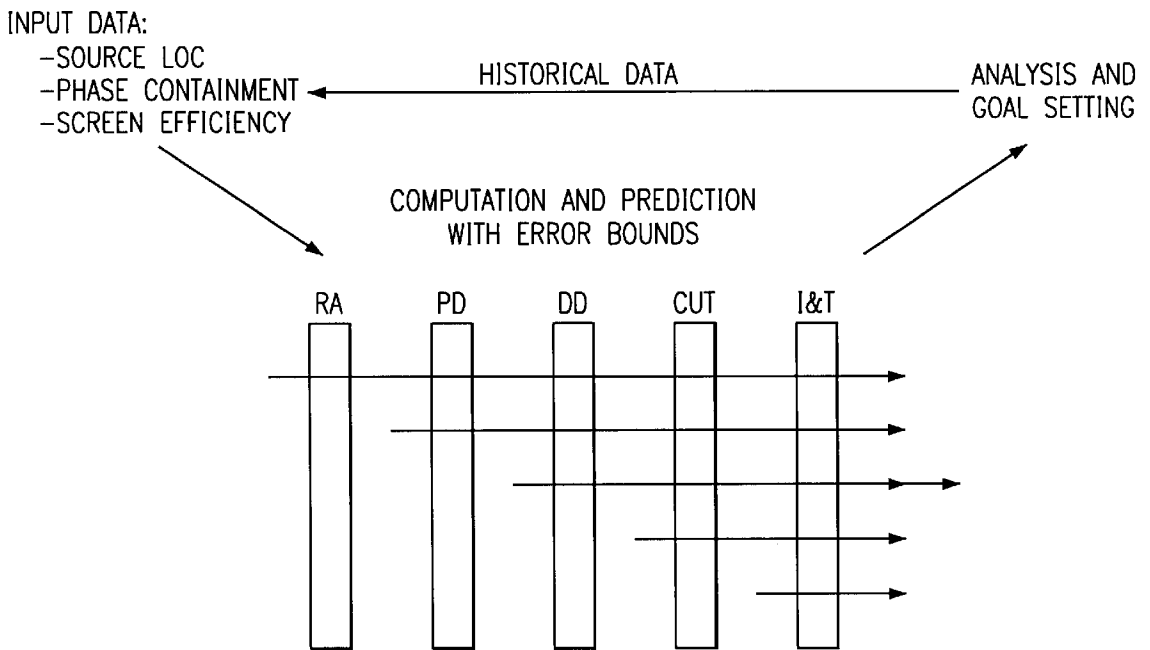 INPUT DATA:
-SOURCE LOC
-PHASE CONTAINMENT
-SCREEN EFFICIENCY
HISTORICAL DATA
ANALYSIS AND
GOAL SETTING
COMPUTATION AND PREDICTION
WITH ERROR BOUNDS
RA
PD
DD
CUT
I&T